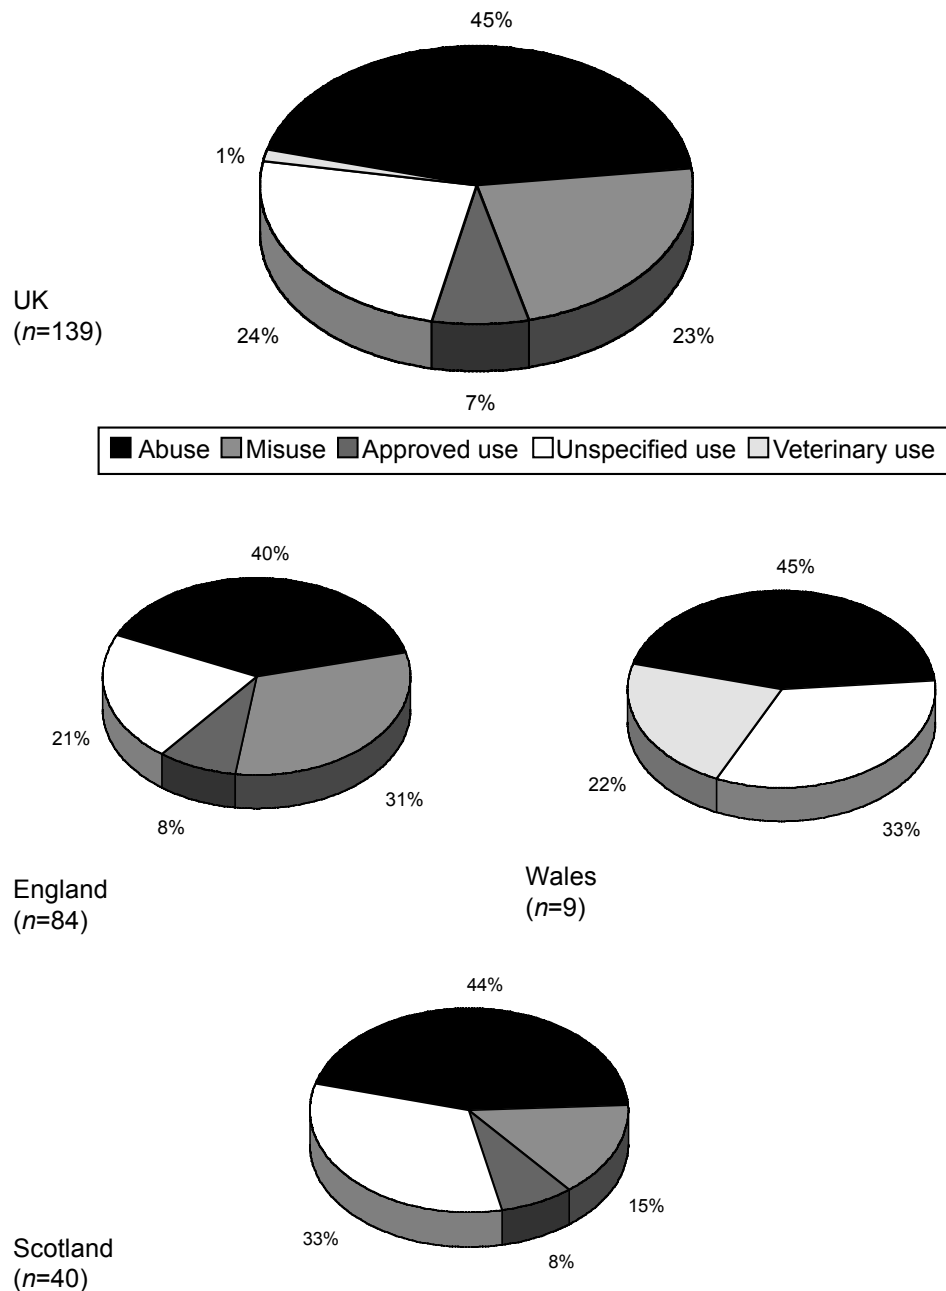 45%
1%
UK
(n=139)
24%
23%
7%
Abuse Misuse Approved use Unspecified use Veterinary use
40%
21%
31%
8%
England
(n=84)
45%
22%
33%
Wales
(n=9)
44%
15%
33%
8%
Scotland
(n=40)